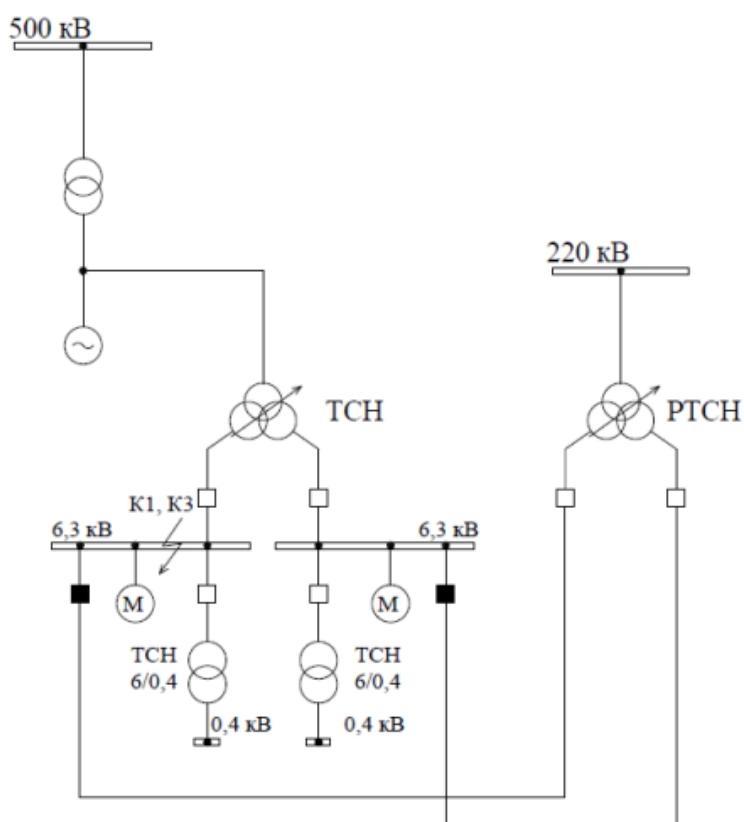 500 кВ
220 кВ
ТСН
РТСН
К1, К3
6,3 кВ
6,3 кВ
М
М
ТСН
6/0,4
ТСН
6/0,4
0,4 кВ
0,4 кВ